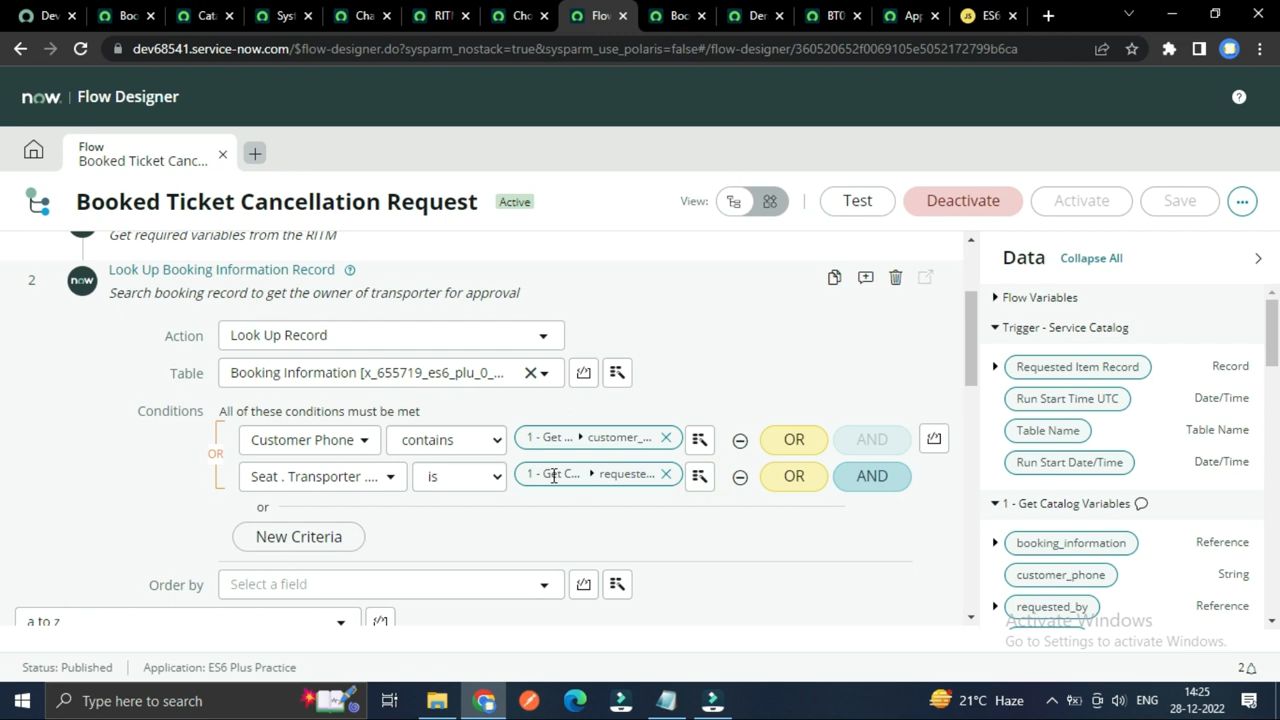 Dev
Boo
Cata
Syst
Cha
RITI
Cho
Flov
Boo
Der
BT0
App
JS ES6
dev68541.service-now.com/$flow-designer.do?sysparm_nostack=true&sysparm_use_polaris=false#/flow-designer/360520652f0069105e5052172799b6ca
now. Flow Designer
Flow
Booked Ticket Canc...
Booked Ticket Cancellation Request Active View: Test Deactivate Activate Save
Get required variables from the RITM
2 now Look Up Booking Information Record
Search booking record to get the owner of transporter for approval
Action Look Up Record
Table Booking Information [x_655719_es6_plu_0_...
Conditions All of these conditions must be met
Customer Phone contains 1 - Get ... customer_... OR AND
OR
Seat . Transporter .... is 1 - Get C... requeste... OR AND
or
New Criteria
Order by Select a field
a to z
Data Collapse All
Flow Variables
Trigger - Service Catalog
Requested Item Record Record
Run Start Time UTC Date/Time
Table Name Table Name
Run Start Date/Time Date/Time
1 - Get Catalog Variables
booking_information Reference
customer_phone String
requested_by Reference
Activate Windows
Go to Settings to activate Windows.
Status: Published Application: ES6 Plus Practice 2
Type here to search 21°C Haze ENG 14:25
28-12-2022